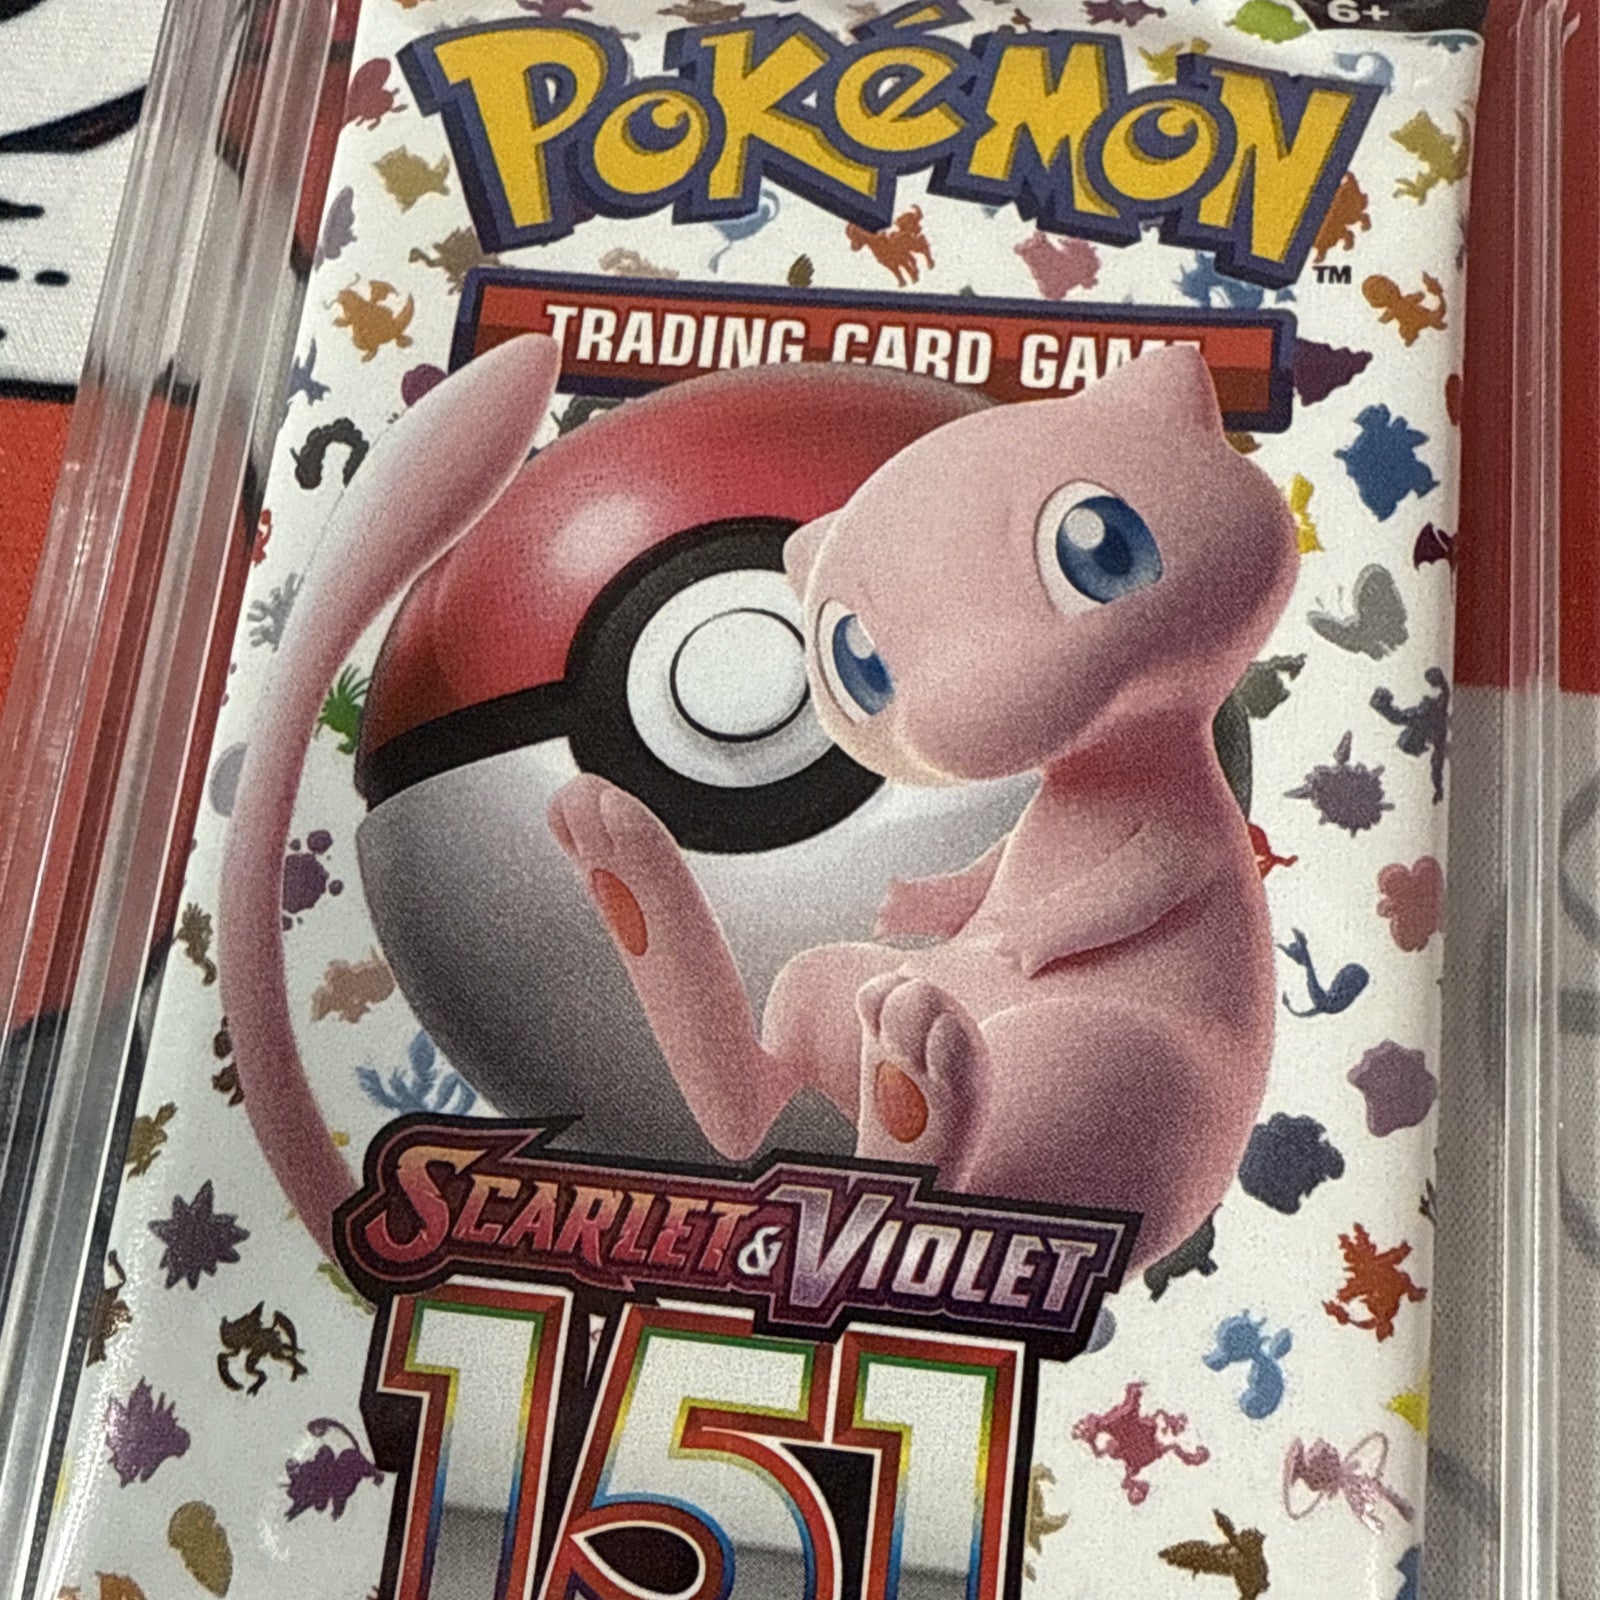 6+
POKéMON
TM
TRADING CARD GAME
SCARLET & VIOLET
151